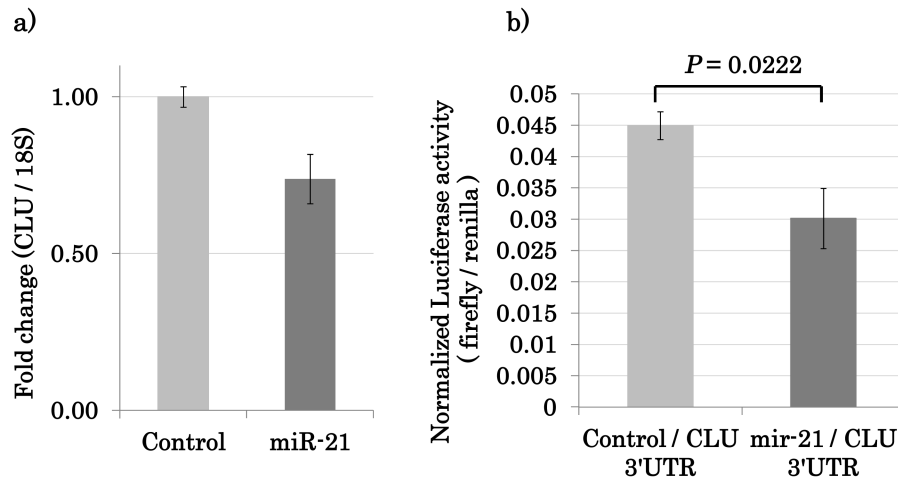 a)
Fold change (CLU / 18S)
1.00
0.50
0.00
Control
miR-21
b)
P = 0.0222
Normalized Luciferase activity
( firefly / renilla)
0.05
0.045
0.04
0.035
0.03
0.025
0.02
0.015
0.01
0.005
0
Control / CLU
3'UTR
mir-21 / CLU
3'UTR